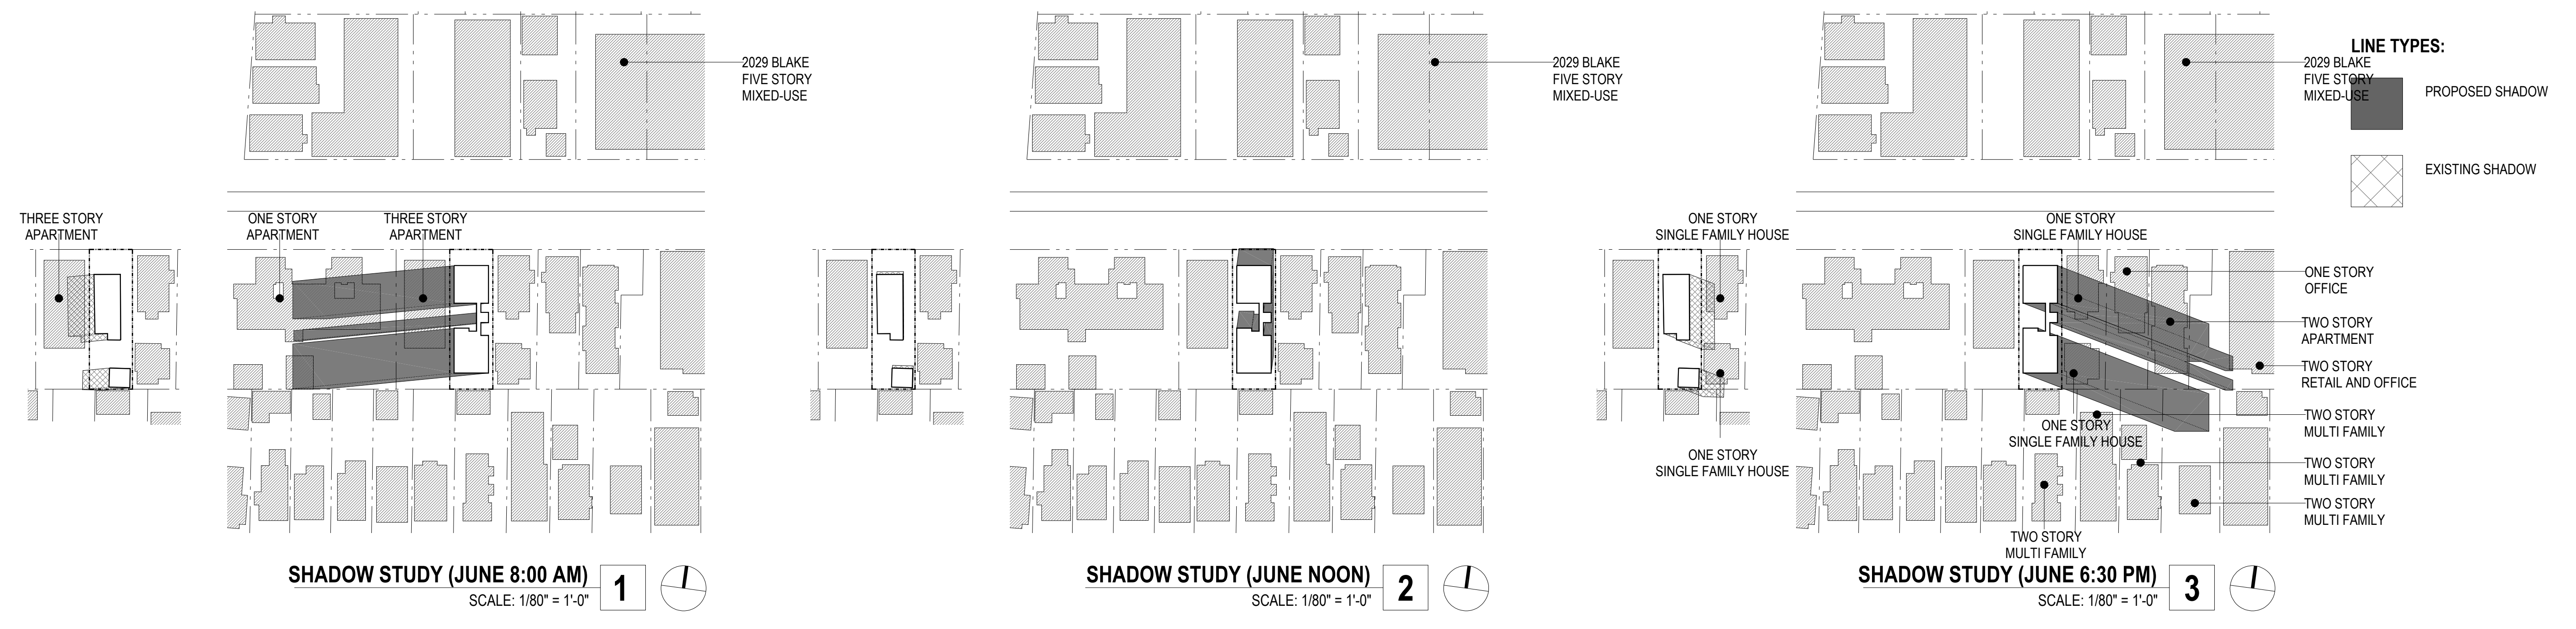 2029 BLAKE
FIVE STORY
MIXED-USE
2029 BLAKE
FIVE STORY
MIXED-USE
2029 BLAKE
FIVE STORY
MIXED-USE
LINE TYPES:
PROPOSED SHADOW
EXISTING SHADOW
THREE STORY
APARTMENT
ONE STORY
APARTMENT
THREE STORY
APARTMENT
ONE STORY
SINGLE FAMILY HOUSE
ONE STORY
SINGLE FAMILY HOUSE
ONE STORY
OFFICE
TWO STORY
APARTMENT
TWO STORY
RETAIL AND OFFICE
TWO STORY
MULTI FAMILY
ONE STORY
SINGLE FAMILY HOUSE
ONE STORY
SINGLE FAMILY HOUSE
TWO STORY
MULTI FAMILY
TWO STORY
MULTI FAMILY
TWO STORY
MULTI FAMILY
SHADOW STUDY (JUNE 8:00 AM)
SCALE: 1/80" = 1'-0"
1
SHADOW STUDY (JUNE NOON)
SCALE: 1/80" = 1'-0"
2
SHADOW STUDY (JUNE 6:30 PM)
SCALE: 1/80" = 1'-0"
3